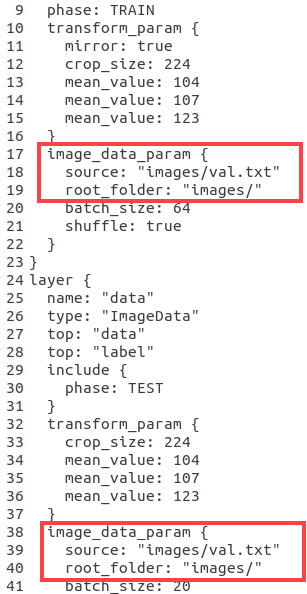 9     phase: TRAIN
10   transform_param {
11     mirror: true
12     crop_size: 224
13     mean_value: 104
14     mean_value: 107
15     mean_value: 123
16   }
17   image_data_param {
18     source: "images/val.txt"
19     root_folder: "images/"
20     batch_size: 64
21     shuffle: true
22   }
23 }
24 layer {
25   name: "data"
26   type: "ImageData"
27   top: "data"
28   top: "label"
29   include {
30     phase: TEST
31   }
32   transform_param {
33     crop_size: 224
34     mean_value: 104
35     mean_value: 107
36     mean_value: 123
37   }
38   image_data_param {
39     source: "images/val.txt"
40     root_folder: "images/"
41     batch_size: 20